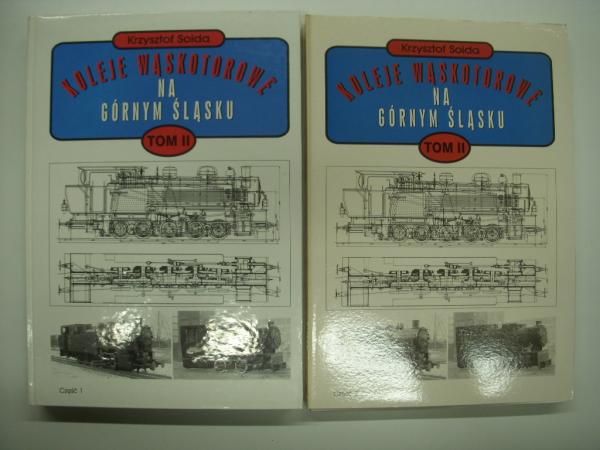 Krzysztof Soida
KOLEJE WĄSKOTOROWE
NA
GÓRNYM ŚLĄSKU
TOM II
Część 1
Krzysztof Soida
KOLEJE WĄSKOTOROWE
NA
GÓRNYM ŚLĄSKU
TOM II